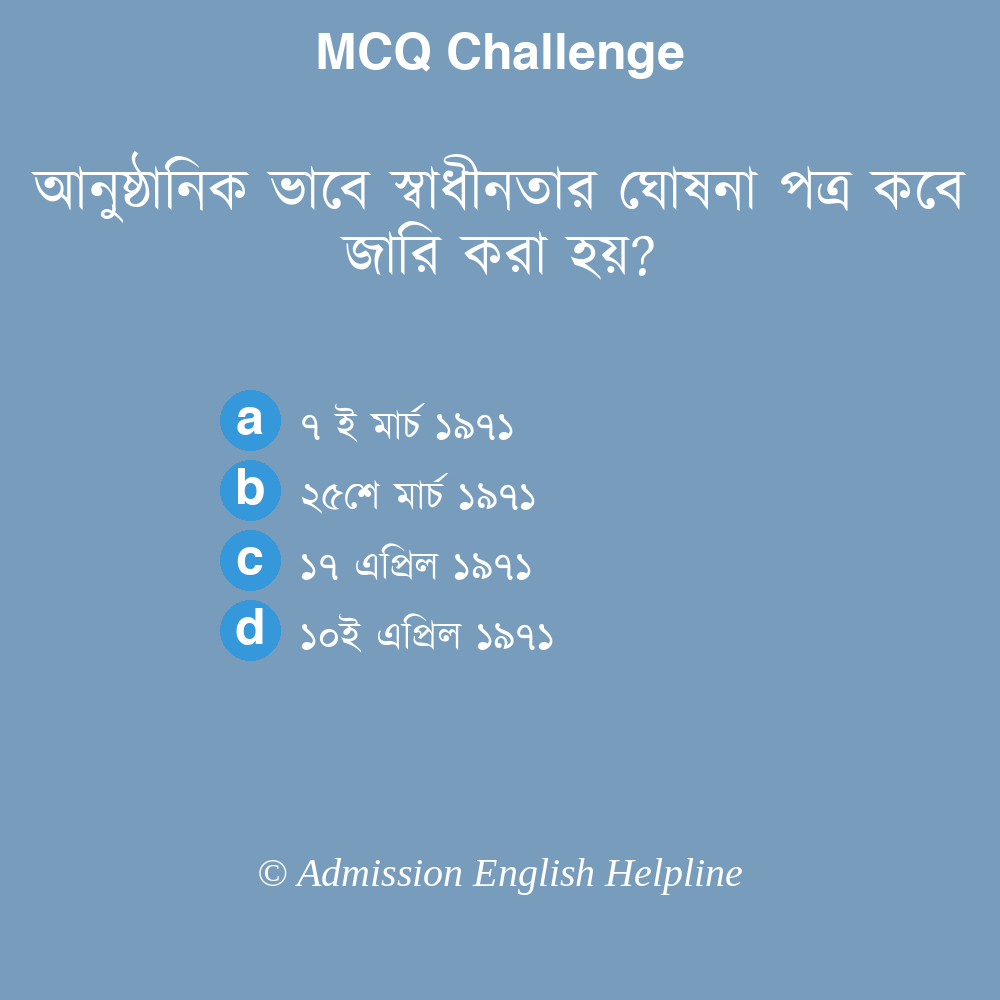 MCQ Challenge
আনুষ্ঠানিক ভাবে স্বাধীনতার ঘোষনা পত্র কবে
জারি করা হয়?
a ৭ ই মার্চ ১৯৭১
b ২৫শে মার্চ ১৯৭১
c ১৭ এপ্রিল ১৯৭১
d ১০ই এপ্রিল ১৯৭১
© Admission English Helpline